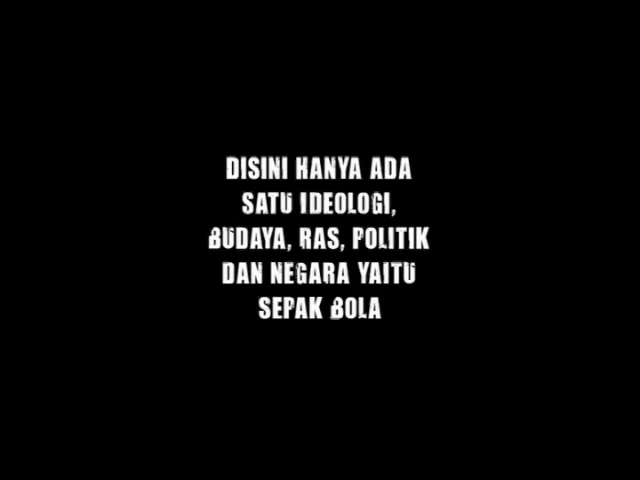 DISINI HANYA ADA
SATU IDEOLOGI,
BUDAYA, RAS, POLITIK
DAN NEGARA YAITU
SEPAK BOLA